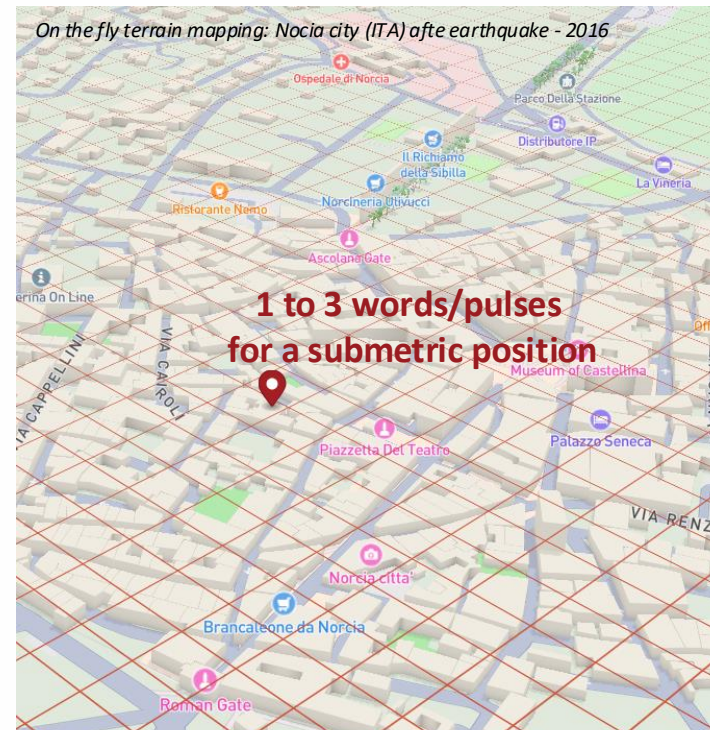 On the fly terrain mapping: Nocia city (ITA) afte earthquake - 2016
Ospedale di Norcia
Parco Della Stazione
Distributore IP
Il Richiamo
della Sibilla
La Vineria
Norcineria Ulivucci
Ristorante Nemo
Ascolana Gate
erina On Line
1 to 3 words/pulses
for a submetric position
Off
Museum of Castellina
VIA CAIROLI
IA CAPPELLINI
Piazzetta Del Teatro
Palazzo Seneca
VIA RENZ
Norcia citta'
Brancaleone da Norcia
Roman Gate